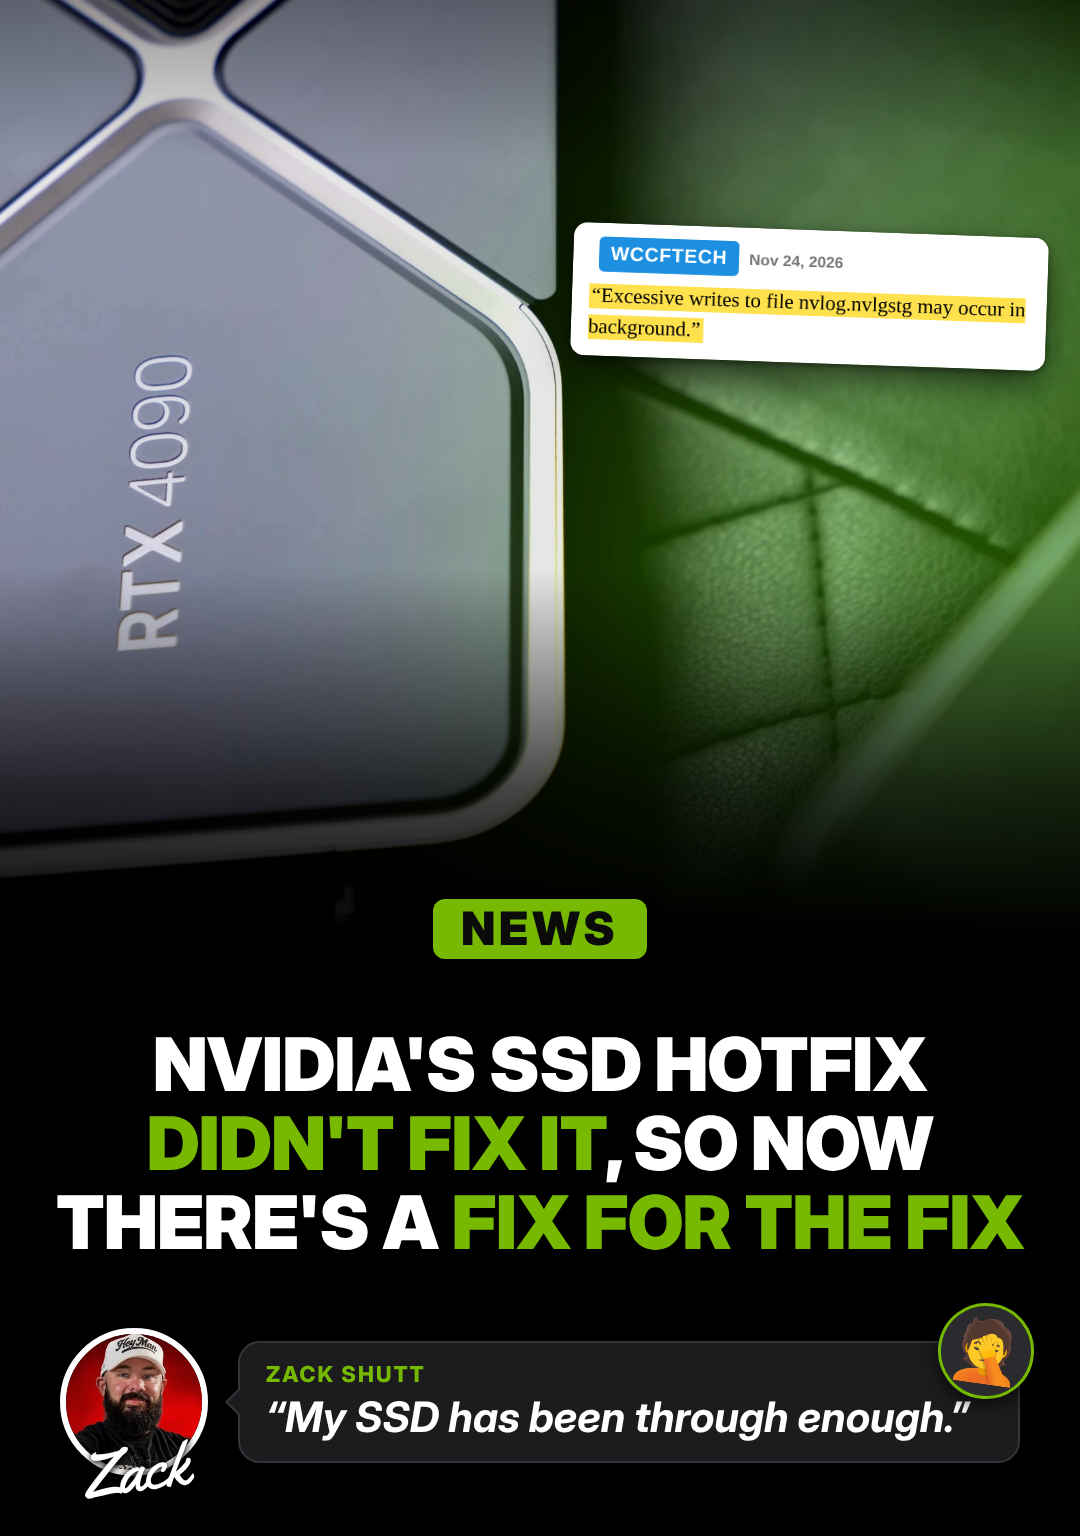 RTX 4090
WCCFTECH Nov 24, 2026
“Excessive writes to file nvlog.nvlgstg may occur in
background.”
NEWS
NVIDIA'S SSD HOTFIX
DIDN'T FIX IT, SO NOW
THERE'S A FIX FOR THE FIX
Hey Man
ZACK SHUTT
“My SSD has been through enough.”
Zack